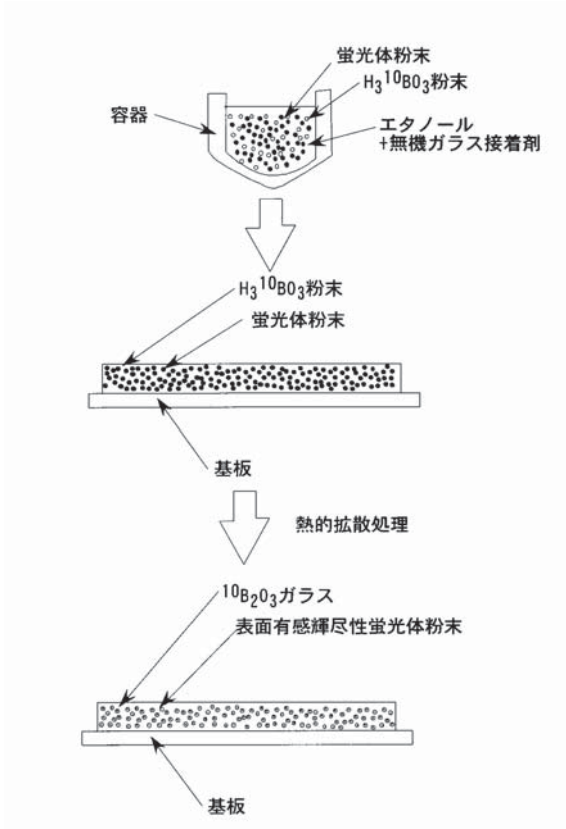 蛍光体粉末
H₃¹⁰BO₃粉末
容器
エタノール
+無機ガラス接着剤
H₃¹⁰BO₃粉末
蛍光体粉末
基板
熱的拡散処理
¹⁰B₂O₃ガラス
表面有感輝尽性蛍光体粉末
基板